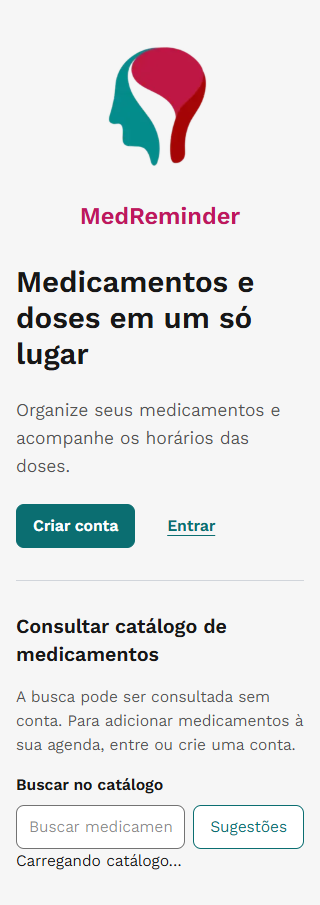 MedReminder
Medicamentos e
doses em um só
lugar
Organize seus medicamentos e
acompanhe os horários das
doses.
Criar conta
Entrar
Consultar catálogo de
medicamentos
A busca pode ser consultada sem
conta. Para adicionar medicamentos à
sua agenda, entre ou crie uma conta.
Buscar no catálogo
Buscar medicamen
Sugestões
Carregando catálogo...